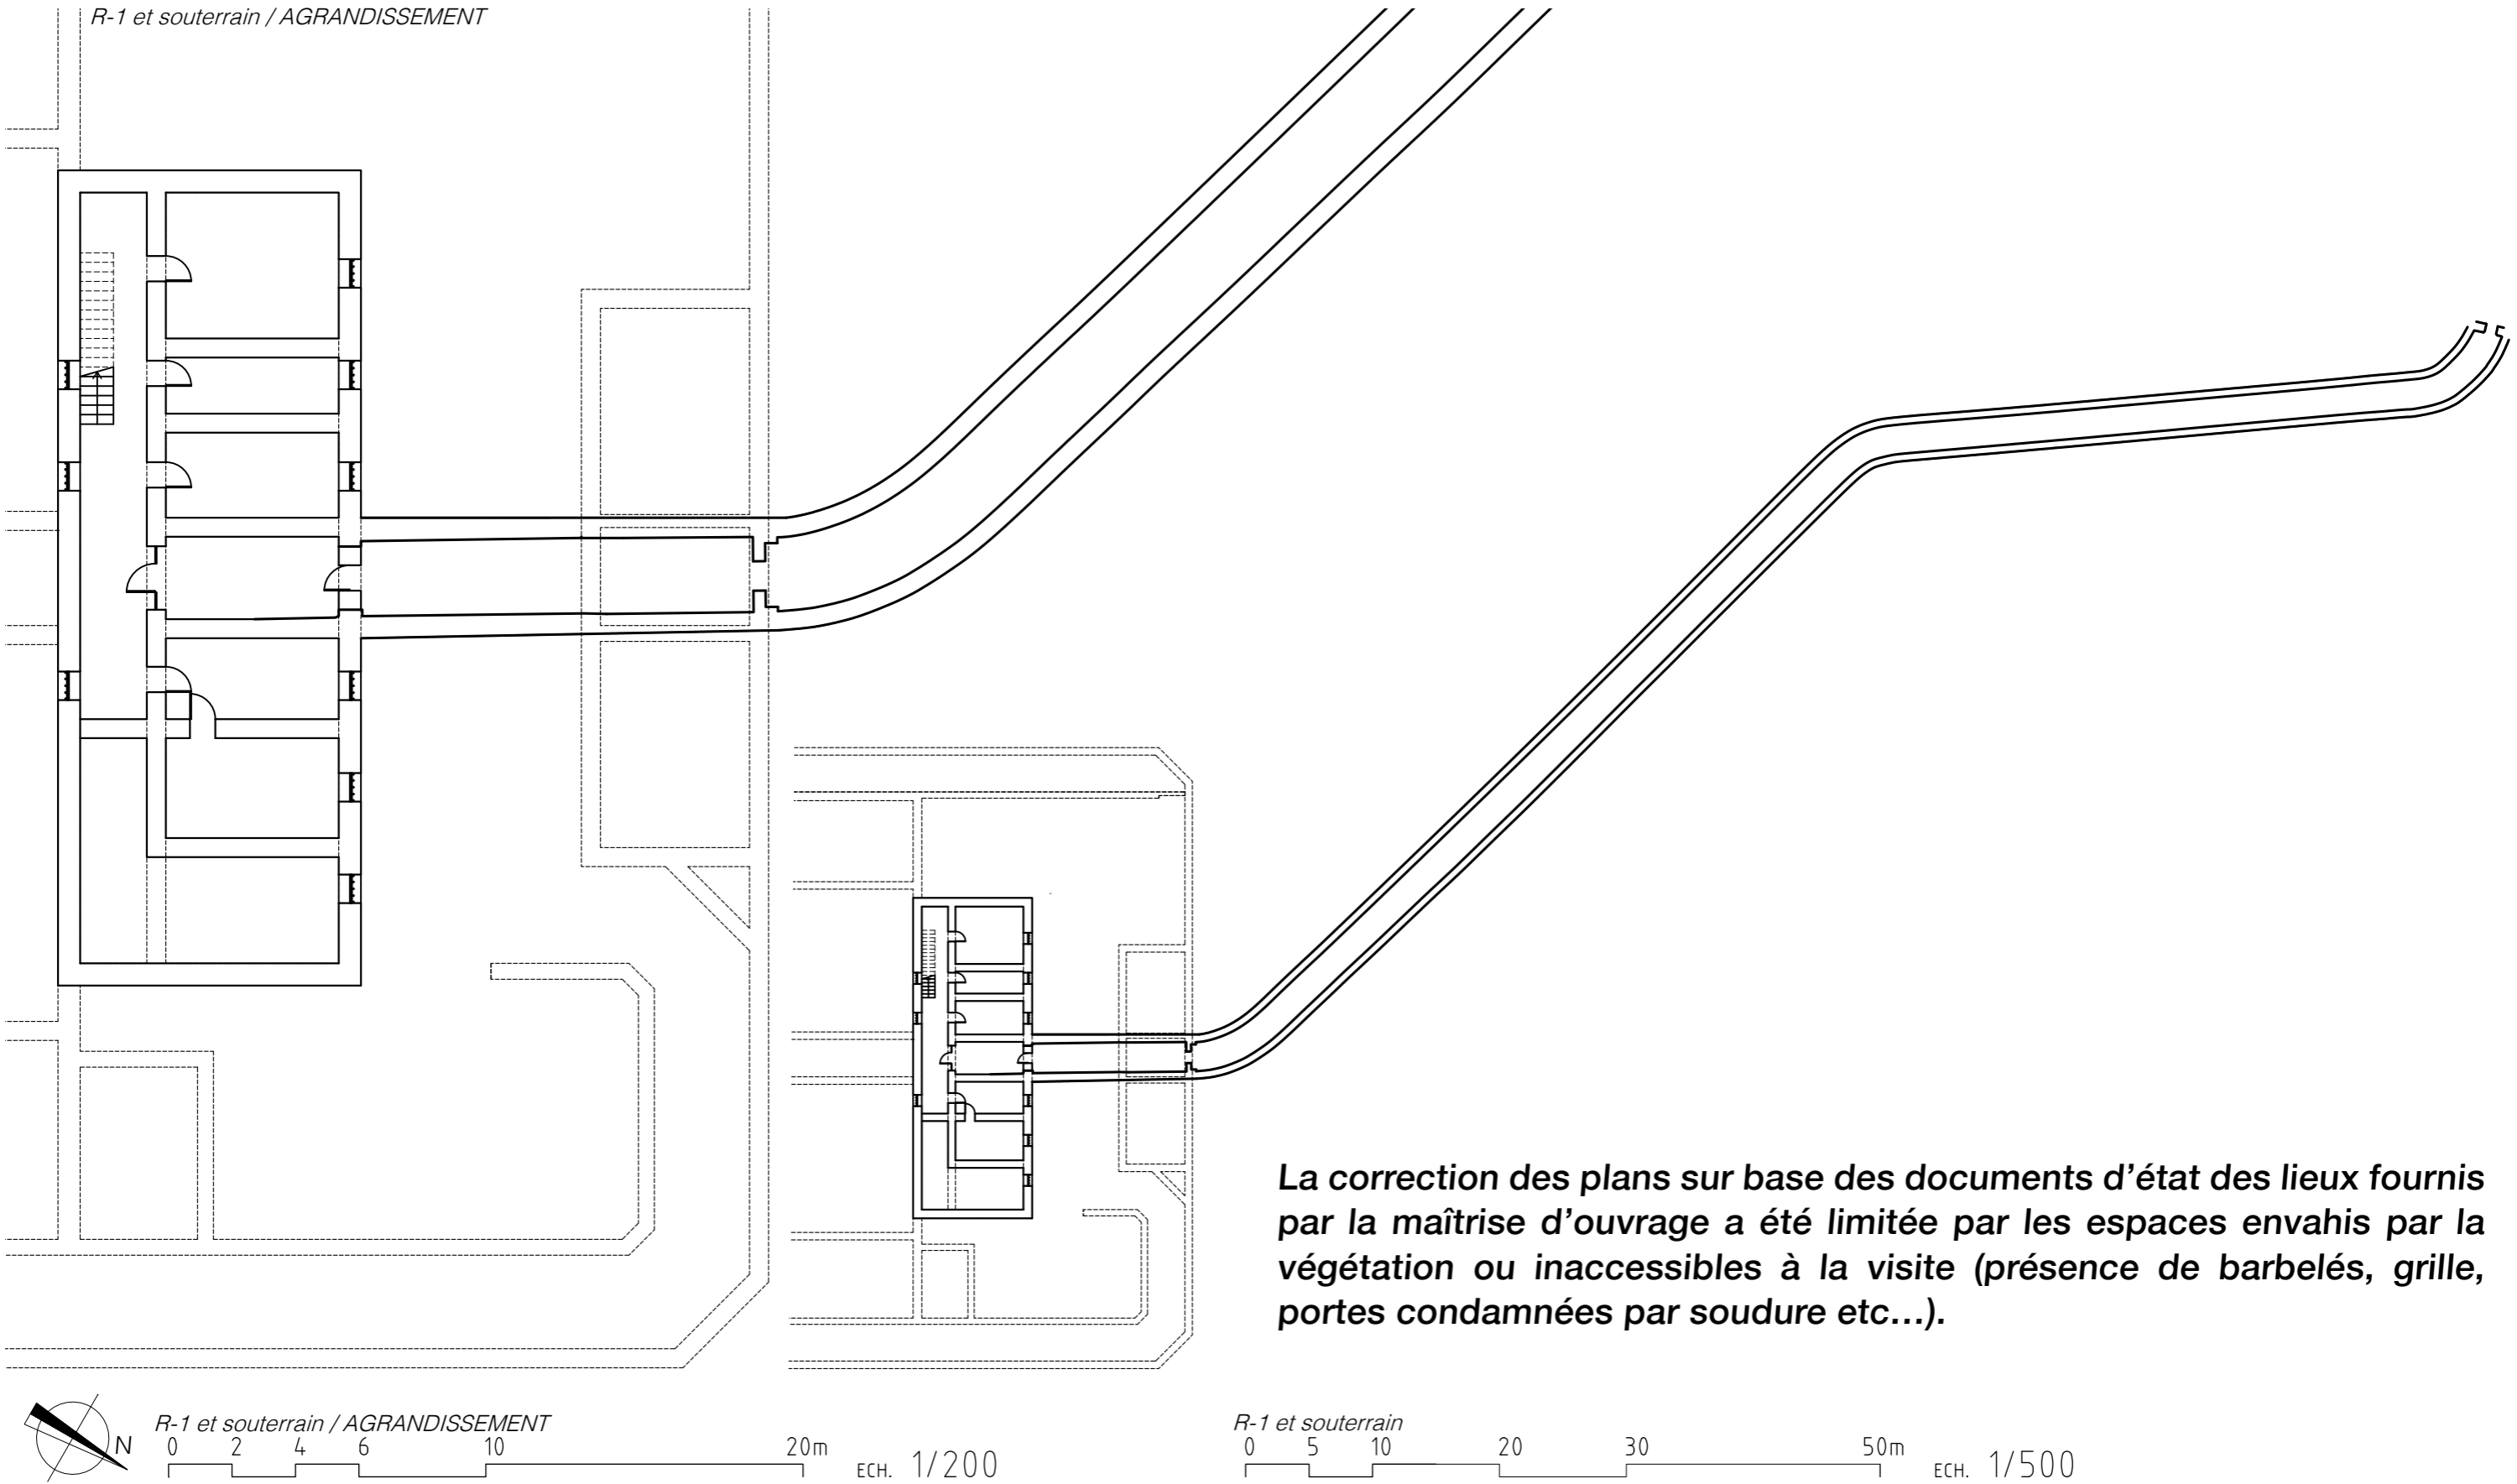 R-1 et souterrain / AGRANDISSEMENT
La correction des plans sur base des documents d’état des lieux fournis
par la maîtrise d’ouvrage a été limitée par les espaces envahis par la
végétation ou inaccessibles à la visite (présence de barbelés, grille,
portes condamnées par soudure etc...).
N
R-1 et souterrain / AGRANDISSEMENT
0 2 4 6 10 20m
ECH. 1/200
R-1 et souterrain
0 5 10 20 30 50m
ECH. 1/500